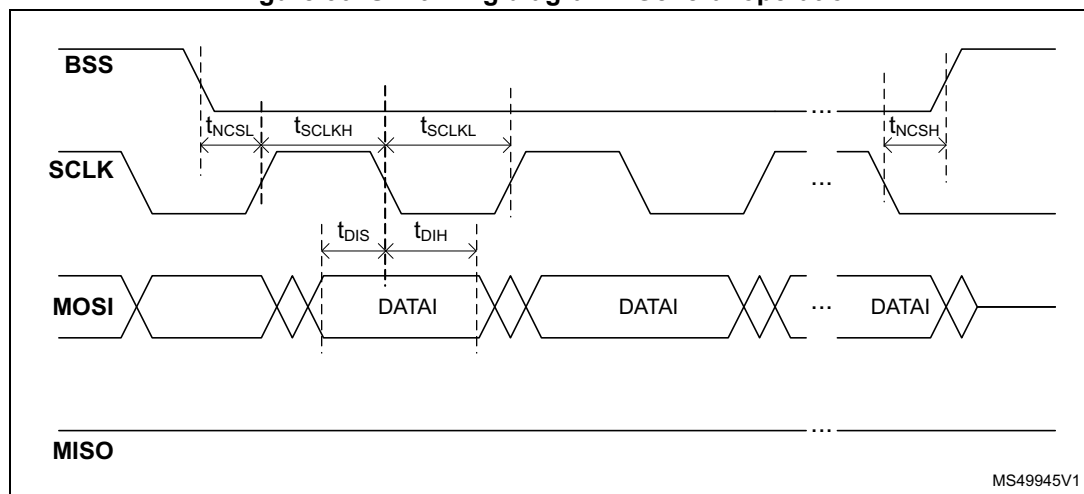 BSS
...
tNCSL tSCLKH tSCLKL tNCSH
SCLK
...
tDIS tDIH
MOSI DATAI DATAI ... DATAI
...
MISO
MS49945V1